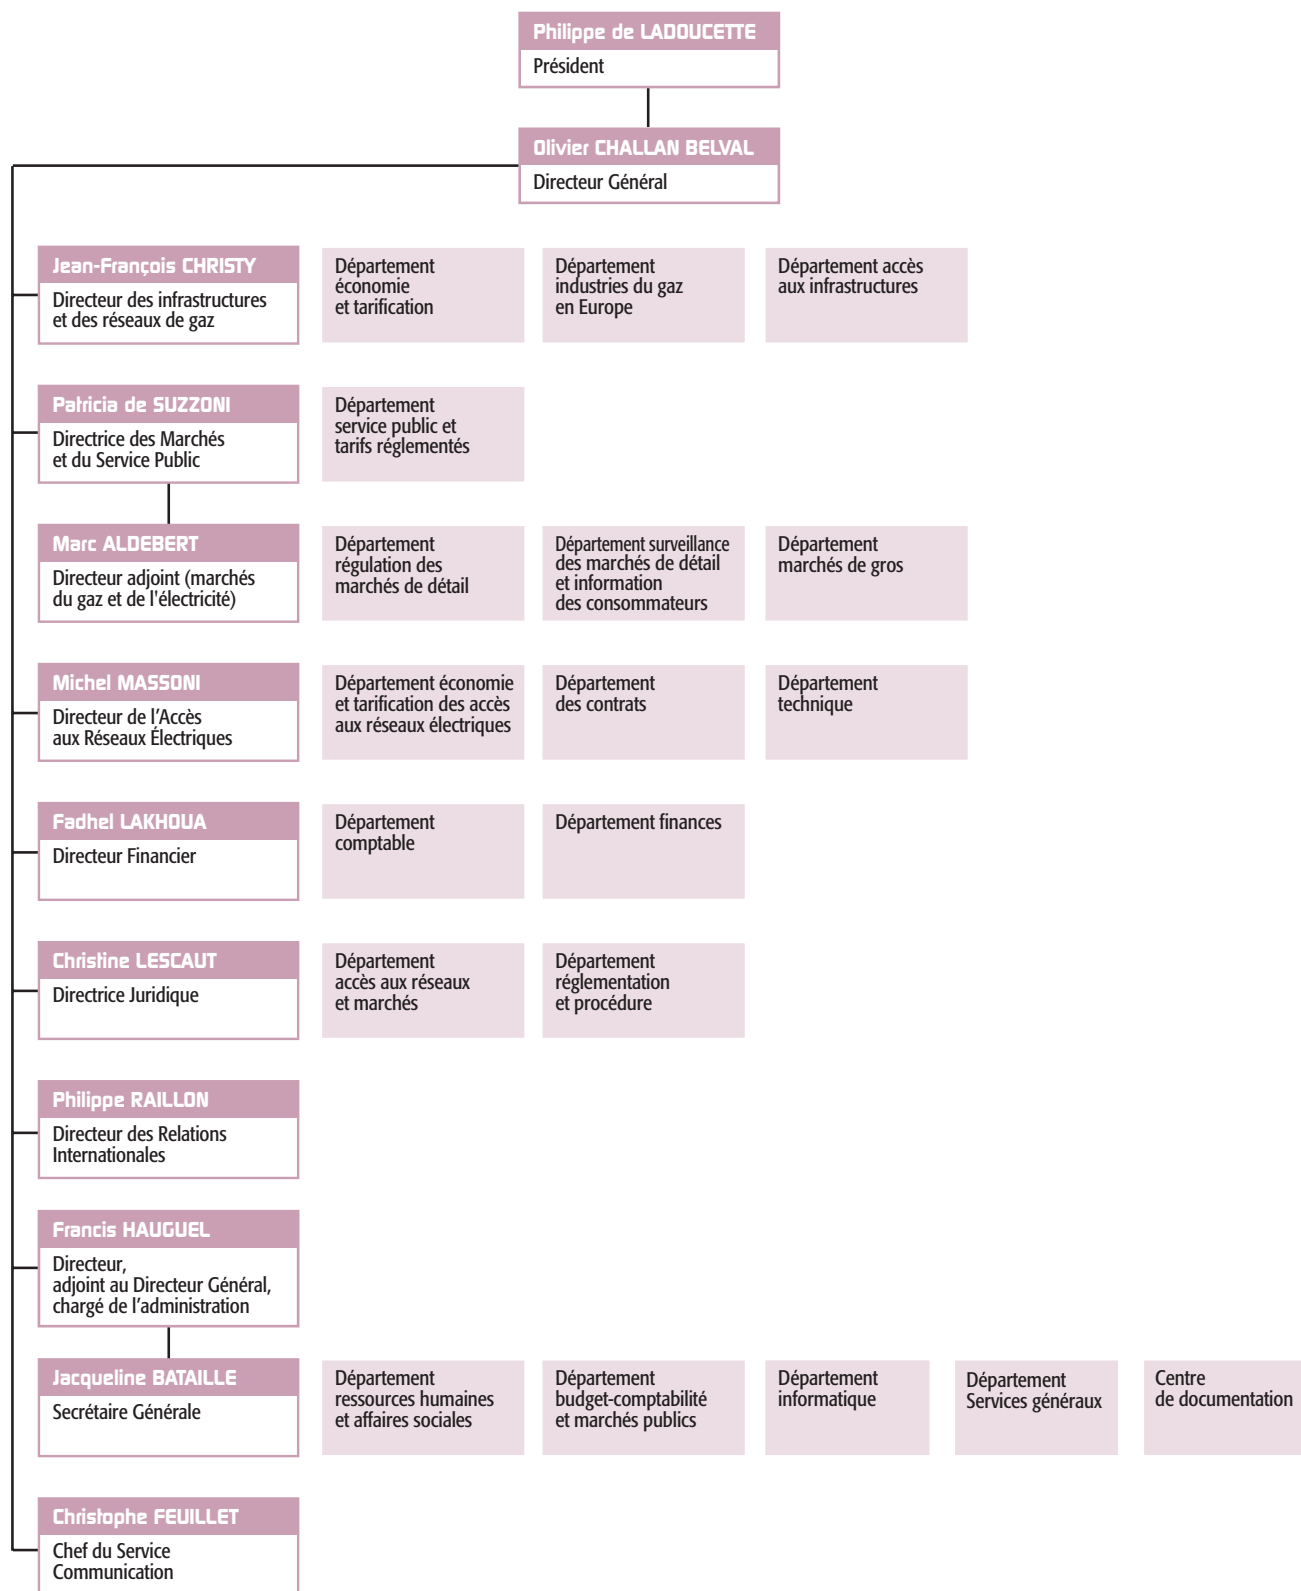 Philippe de LADOUCETTE
Président
Olivier CHALLAN BELVAL
Directeur Général
Jean-François CHRISTY
Directeur des infrastructures
et des réseaux de gaz
Département
économie
et tarification
Département
industries du gaz
en Europe
Département accès
aux infrastructures
Patricia de SUZZONI
Directrice des Marchés
et du Service Public
Département
service public et
tarifs réglementés
Marc ALDEBERT
Directeur adjoint (marchés
du gaz et de l'électricité)
Département
régulation des
marchés de détail
Département surveillance
des marchés de détail
et information
des consommateurs
Département
marchés de gros
Michel MASSONI
Directeur de l’Accès
aux Réseaux Électriques
Département économie
et tarification des accès
aux réseaux électriques
Département
des contrats
Département
technique
Fadhel LAKHOUA
Directeur Financier
Département
comptable
Département finances
Christine LESCAUT
Directrice Juridique
Département
accès aux réseaux
et marchés
Département
réglementation
et procédure
Philippe RAILLON
Directeur des Relations
Internationales
Francis HAUGUEL
Directeur,
adjoint au Directeur Général,
chargé de l’administration
Jacqueline BATAILLE
Secrétaire Générale
Département
ressources humaines
et affaires sociales
Département
budget-comptabilité
et marchés publics
Département
informatique
Département
Services généraux
Centre
de documentation
Christophe FEUILLET
Chef du Service
Communication